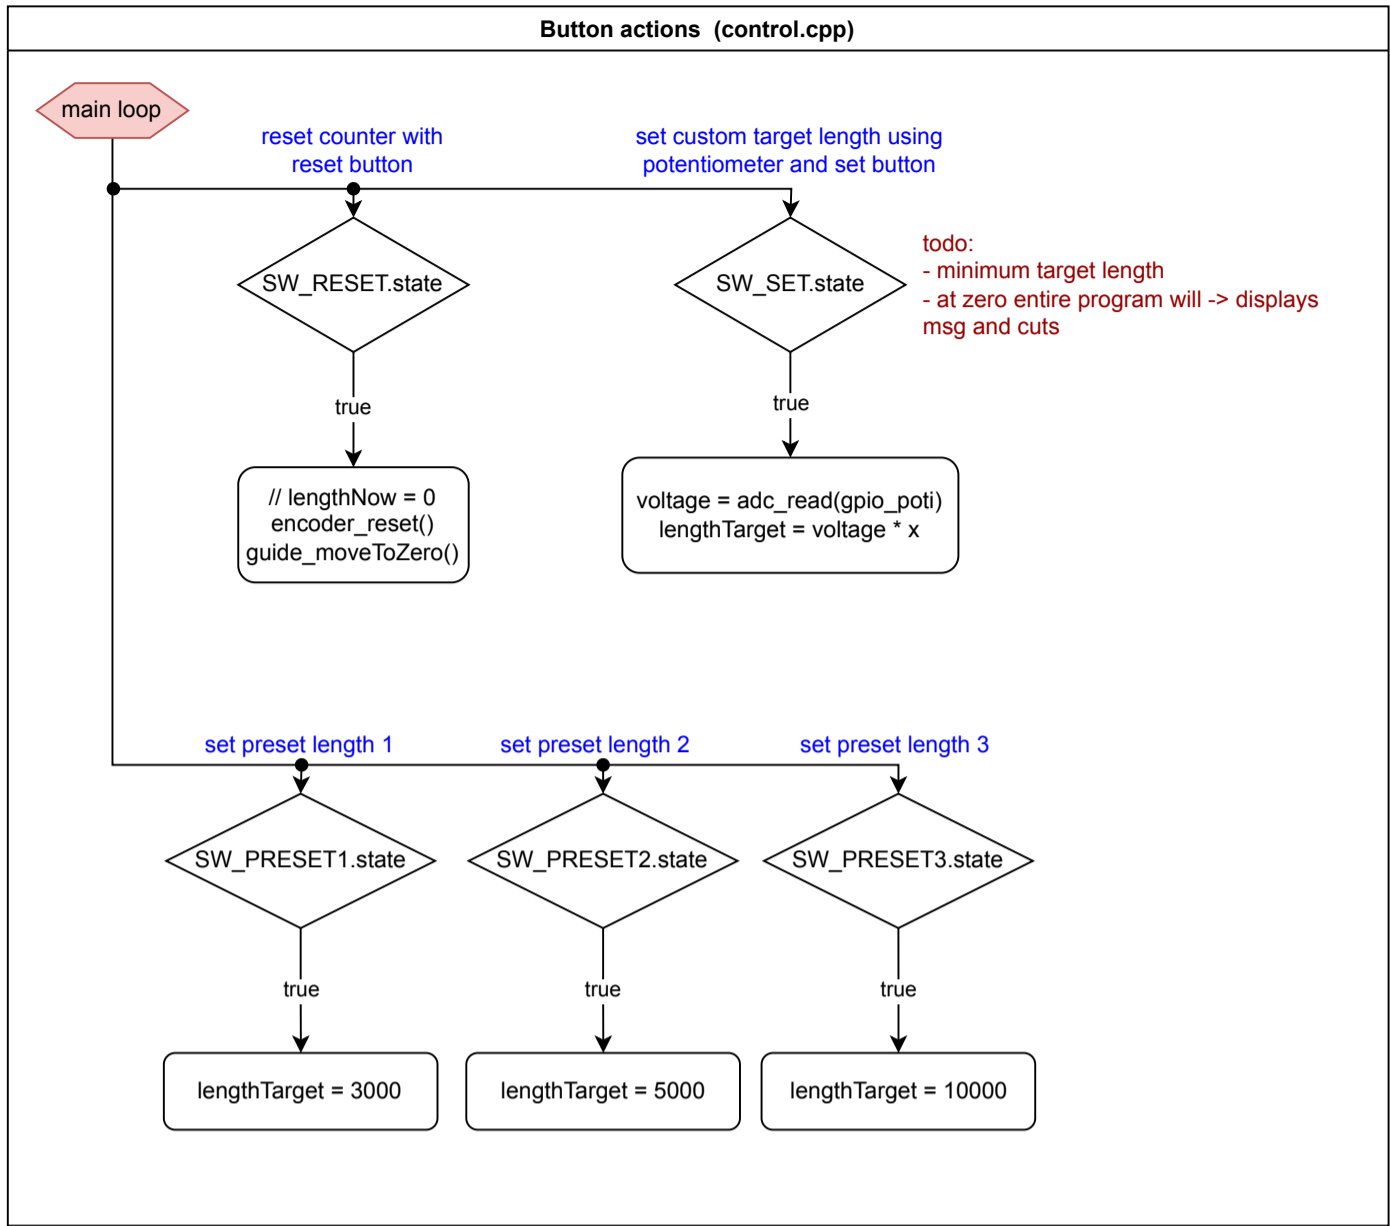 Button actions  (control.cpp)
main loop
reset counter with
reset button
set custom target length using
potentiometer and set button
SW_RESET.state
SW_SET.state
todo:
- minimum target length
- at zero entire program will -> displays
msg and cuts
true
true
// lengthNow = 0
encoder_reset()
guide_moveToZero()
voltage = adc_read(gpio_poti)
lengthTarget = voltage * x
set preset length 1
set preset length 2
set preset length 3
SW_PRESET1.state
SW_PRESET2.state
SW_PRESET3.state
true
true
true
lengthTarget = 3000
lengthTarget = 5000
lengthTarget = 10000